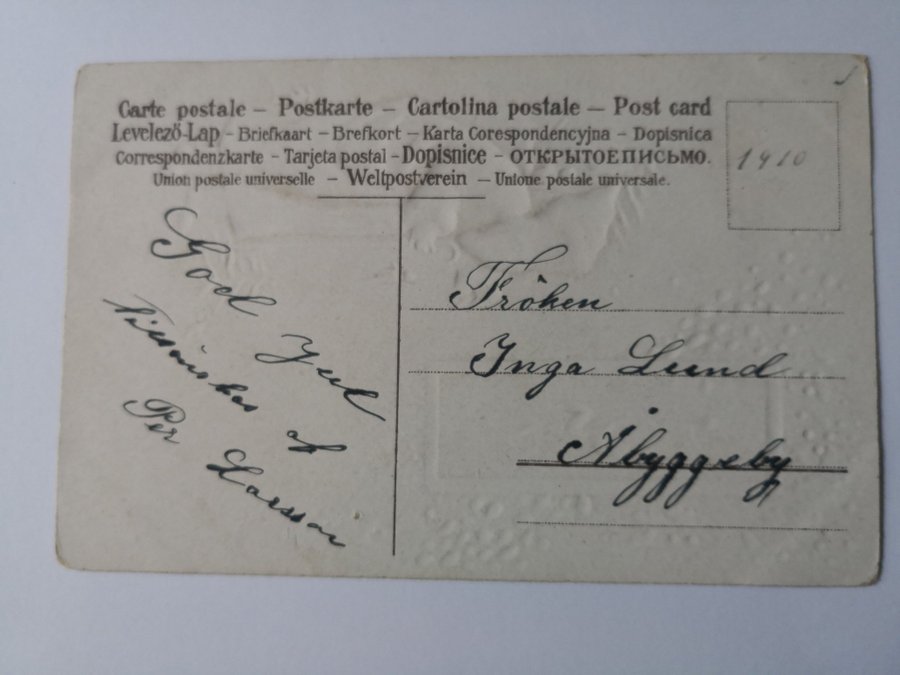 Carte postale – Postkarte – Cartolina postale – Post card
Levelező-Lap – Briefkaart – Brefkort – Karta Corespondencyjna – Dopisnica
Correspondenzkarte – Tarjeta postal – Dopisnice – ОТКРЫТОЕ ПИСЬМО.
Union postale universelle – Weltpostverein – Unione postale universale.
1910
God Jul
Tillönskas af
Per Larsson
Fröken
Inga Lund
Åbyggeby